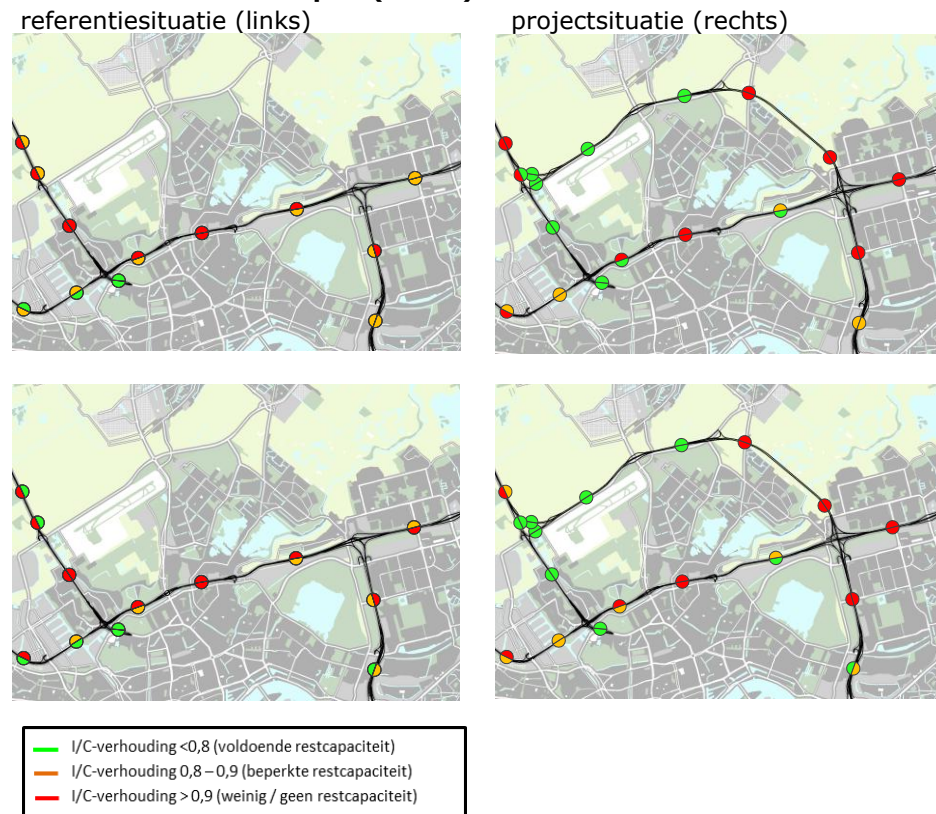 referentiesituatie (links)
projectsituatie (rechts)
I/C-verhouding <0,8 (voldoende restcapaciteit)
I/C-verhouding 0,8 – 0,9 (beperkte restcapaciteit)
I/C-verhouding > 0,9 (weinig / geen restcapaciteit)